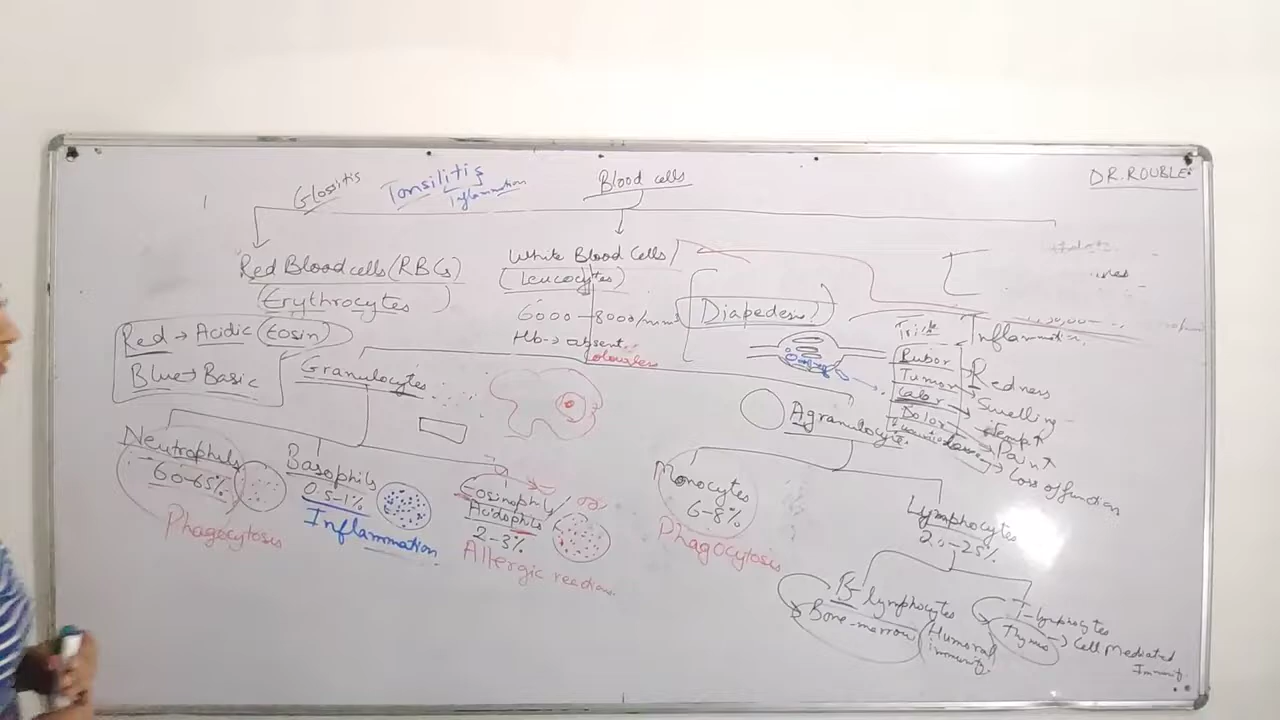 Glositis
Tonsilitis
Inflammation
Blood cells
DR. ROUBLE
Red Blood cells (RBCs)
(Erythrocytes)
White Blood Cells
(Leucocytes)
6000 - 8000/mm³
Hb → absent
colourless
Diapedesis
Red → Acidic (Eosin)
Blue → Basic
Granulocytes
Neutrophils
60-65%
Phagocytosis
Basophils
0.5-1%
Inflammation
Eosinophils/
Acidophils
2-3%
Allergic reactions
Agranulocytes
Monocytes
6-8%
Phagocytosis
Lymphocytes
20-25%
B-lymphocytes
Bone-marrow
Humoral
immunity
T-lymphocytes
Thymus → Cell Mediated
Immunity
Trick
Inflammation
Rubor
Redness
Tumor
Swelling
Calor
Temp↑
Dolor
Pain↑
Loss of function